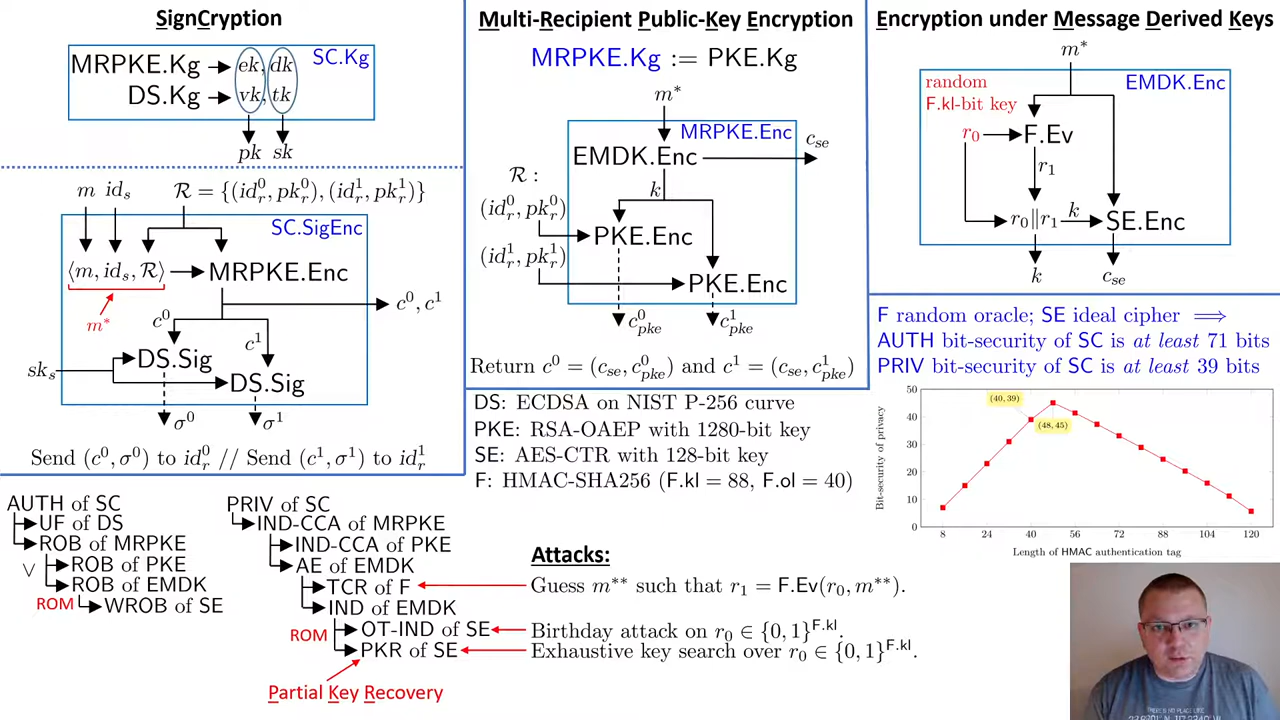 SignCryption
MRPKE.Kg → ek, dk
SC.Kg
DS.Kg → vk, tk
pk sk
m id_s R = {(id_r^0, pk_r^0), (id_r^1, pk_r^1)}
SC.SigEnc
⟨m, id_s, R⟩ → MRPKE.Enc
m*
c^0, c^1
c^0
c^1
DS.Sig
sk_s
DS.Sig
σ^0 σ^1
Send (c^0, σ^0) to id_r^0 // Send (c^1, σ^1) to id_r^1
Multi-Recipient Public-Key Encryption
MRPKE.Kg := PKE.Kg
m*
MRPKE.Enc
EMDK.Enc
c_se
R :
k
(id_r^0, pk_r^0)
PKE.Enc
(id_r^1, pk_r^1)
PKE.Enc
c_pke^0 c_pke^1
Return c^0 = (c_se, c_pke^0) and c^1 = (c_se, c_pke^1)
Encryption under Message Derived Keys
m*
EMDK.Enc
random
F.kl-bit key
r_0 → F.Ev
r_1
r_0 ∥ r_1 k SE.Enc
k c_se
F random oracle; SE ideal cipher ⟹
AUTH bit-security of SC is at least 71 bits
PRIV bit-security of SC is at least 39 bits
DS: ECDSA on NIST P-256 curve
PKE: RSA-OAEP with 1280-bit key
SE: AES-CTR with 128-bit key
F: HMAC-SHA256 (F.kl = 88, F.ol = 40)
Bit-security of privacy
50
40
30
20
10
0
(40, 39)
(48, 45)
8 24 40 56 72 88 104 120
Length of HMAC authentication tag
AUTH of SC
UF of DS
ROB of MRPKE
∨
ROB of PKE
ROB of EMDK
ROM
WROB of SE
PRIV of SC
IND-CCA of MRPKE
IND-CCA of PKE
AE of EMDK
TCR of F
IND of EMDK
ROM
OT-IND of SE
PKR of SE
Partial Key Recovery
Attacks:
Guess m** such that r_1 = F.Ev(r_0, m**).
Birthday attack on r_0 ∈ {0, 1}^F.kl.
Exhaustive key search over r_0 ∈ {0, 1}^F.kl.
THERE'S NO PLACE LIKE